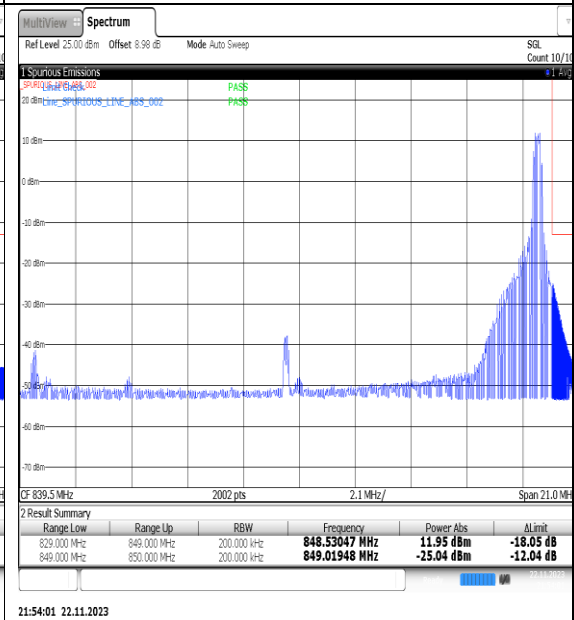 MultiView Spectrum
Ref Level 25.00 dBm Offset 8.98 dB Mode Auto Sweep SGL
Count 10/10
1 Spurious Emissions 1 Avg
_SPURIOUS_LINE_ABS_002
Limit Check PASS
20 dBm Line_SPURIOUS_LINE_ABS_002 PASS
10 dBm
0 dBm
-10 dBm
-20 dBm
-30 dBm
-40 dBm
-50 dBm
-60 dBm
-70 dBm
CF 839.5 MHz 2002 pts 2.1 MHz/ Span 21.0 MH
2 Result Summary
Range Low Range Up RBW Frequency Power Abs ΔLimit
829.000 MHz 849.000 MHz 200.000 kHz 848.53047 MHz 11.95 dBm -18.05 dB
849.000 MHz 850.000 MHz 200.000 kHz 849.01948 MHz -25.04 dBm -12.04 dB
22.11.2023
21:54:01 22.11.2023